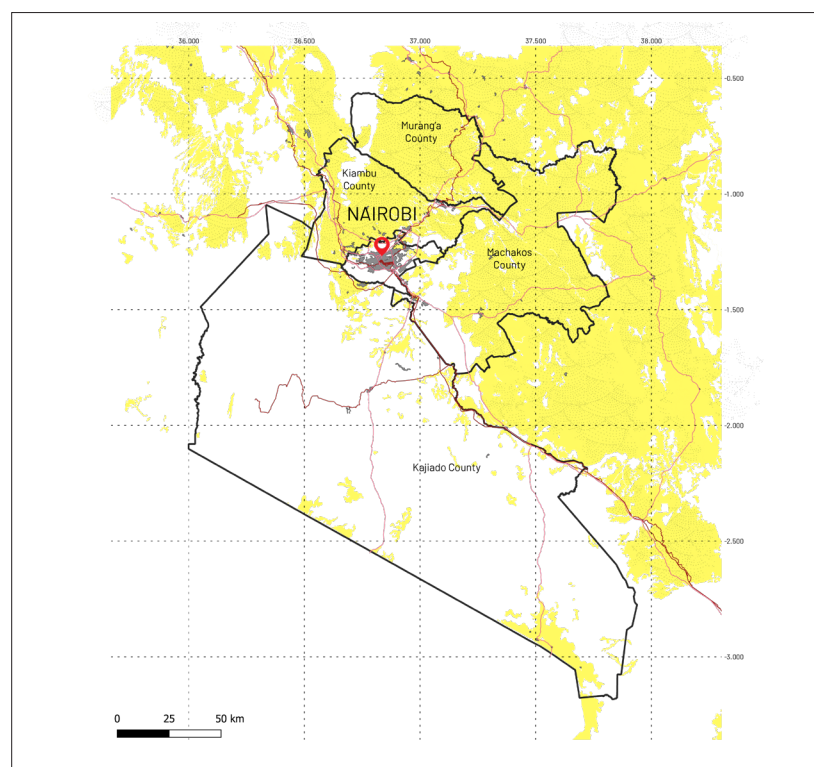 36.000 36.500 37.000 37.500 38.000
-0.500
Murang'a
County
Kiambu
County
-1.000
NAIROBI
Machakos
County
-1.500
-2.000
Kajiado County
-2.500
-3.000
0 25 50 km